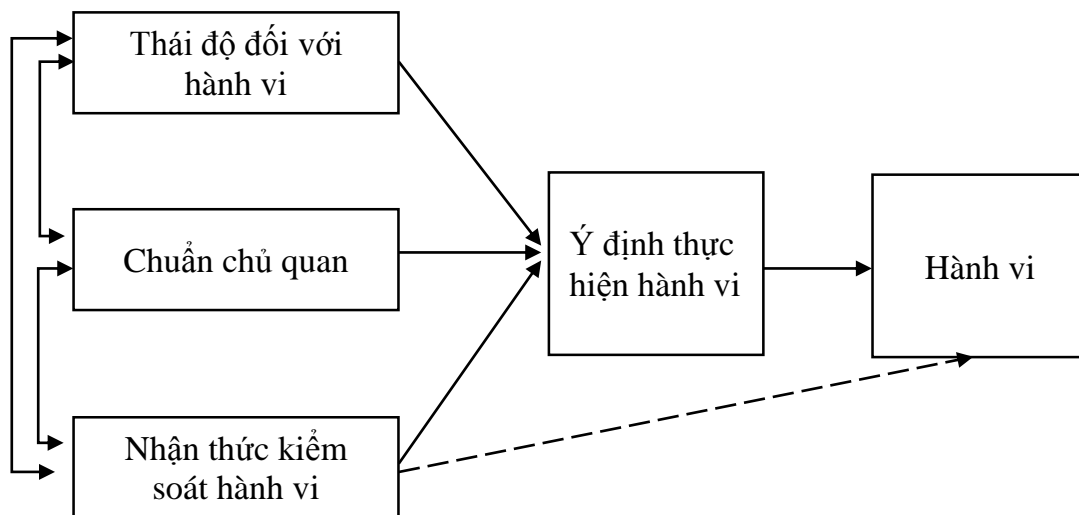 Thái độ đối với
hành vi
Chuẩn chủ quan
Ý định thực
hiện hành vi
Hành vi
Nhận thức kiểm
soát hành vi